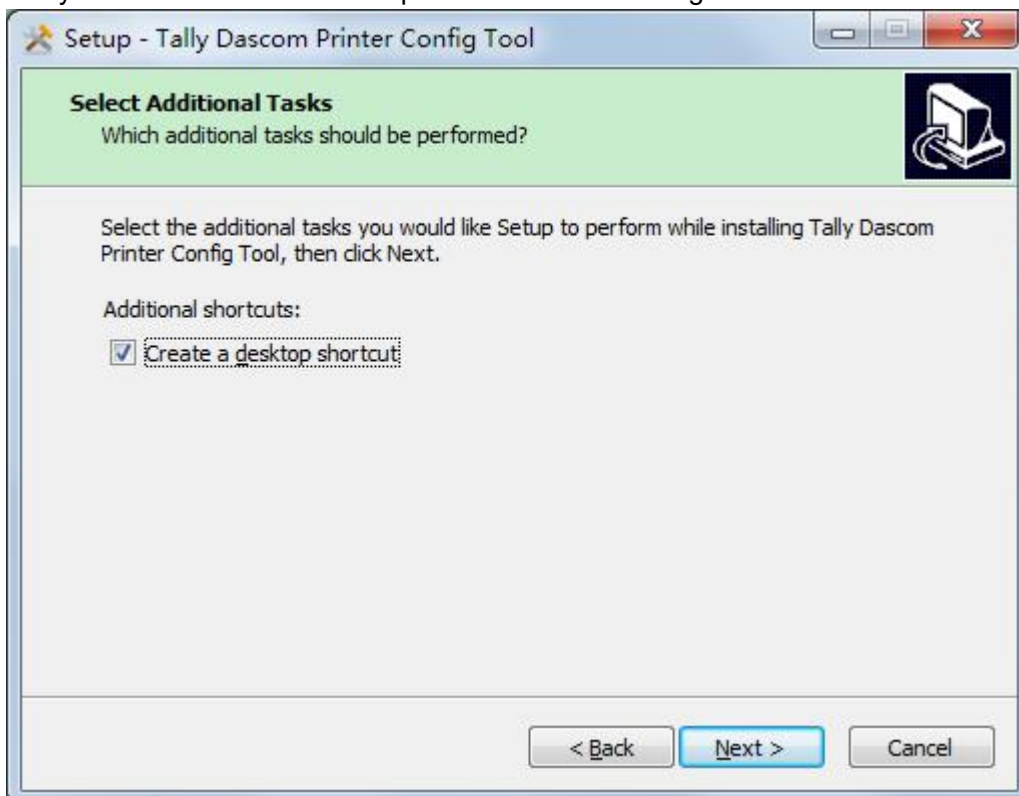 Setup - Tally Dascom Printer Config Tool
Select Additional Tasks
Which additional tasks should be performed?
Select the additional tasks you would like Setup to perform while installing Tally Dascom
Printer Config Tool, then click Next.
Additional shortcuts:
Create a desktop shortcut
< Back
Next >
Cancel